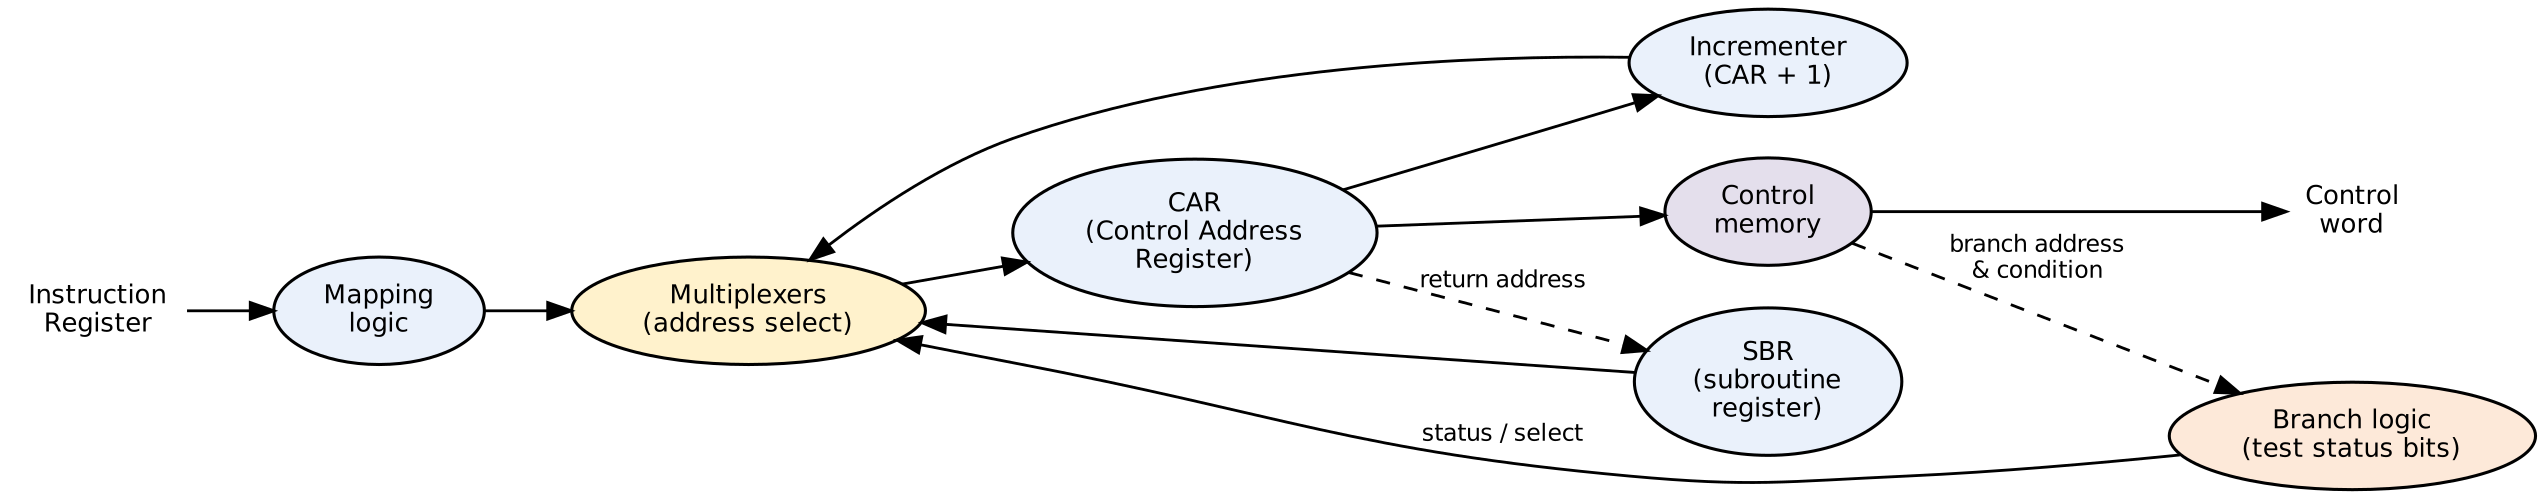 Instruction
Register
Mapping
logic
Multiplexers
(address select)
CAR
(Control Address
Register)
return address
status / select
Incrementer
(CAR + 1)
Control
memory
SBR
(subroutine
register)
branch address
& condition
Control
word
Branch logic
(test status bits)